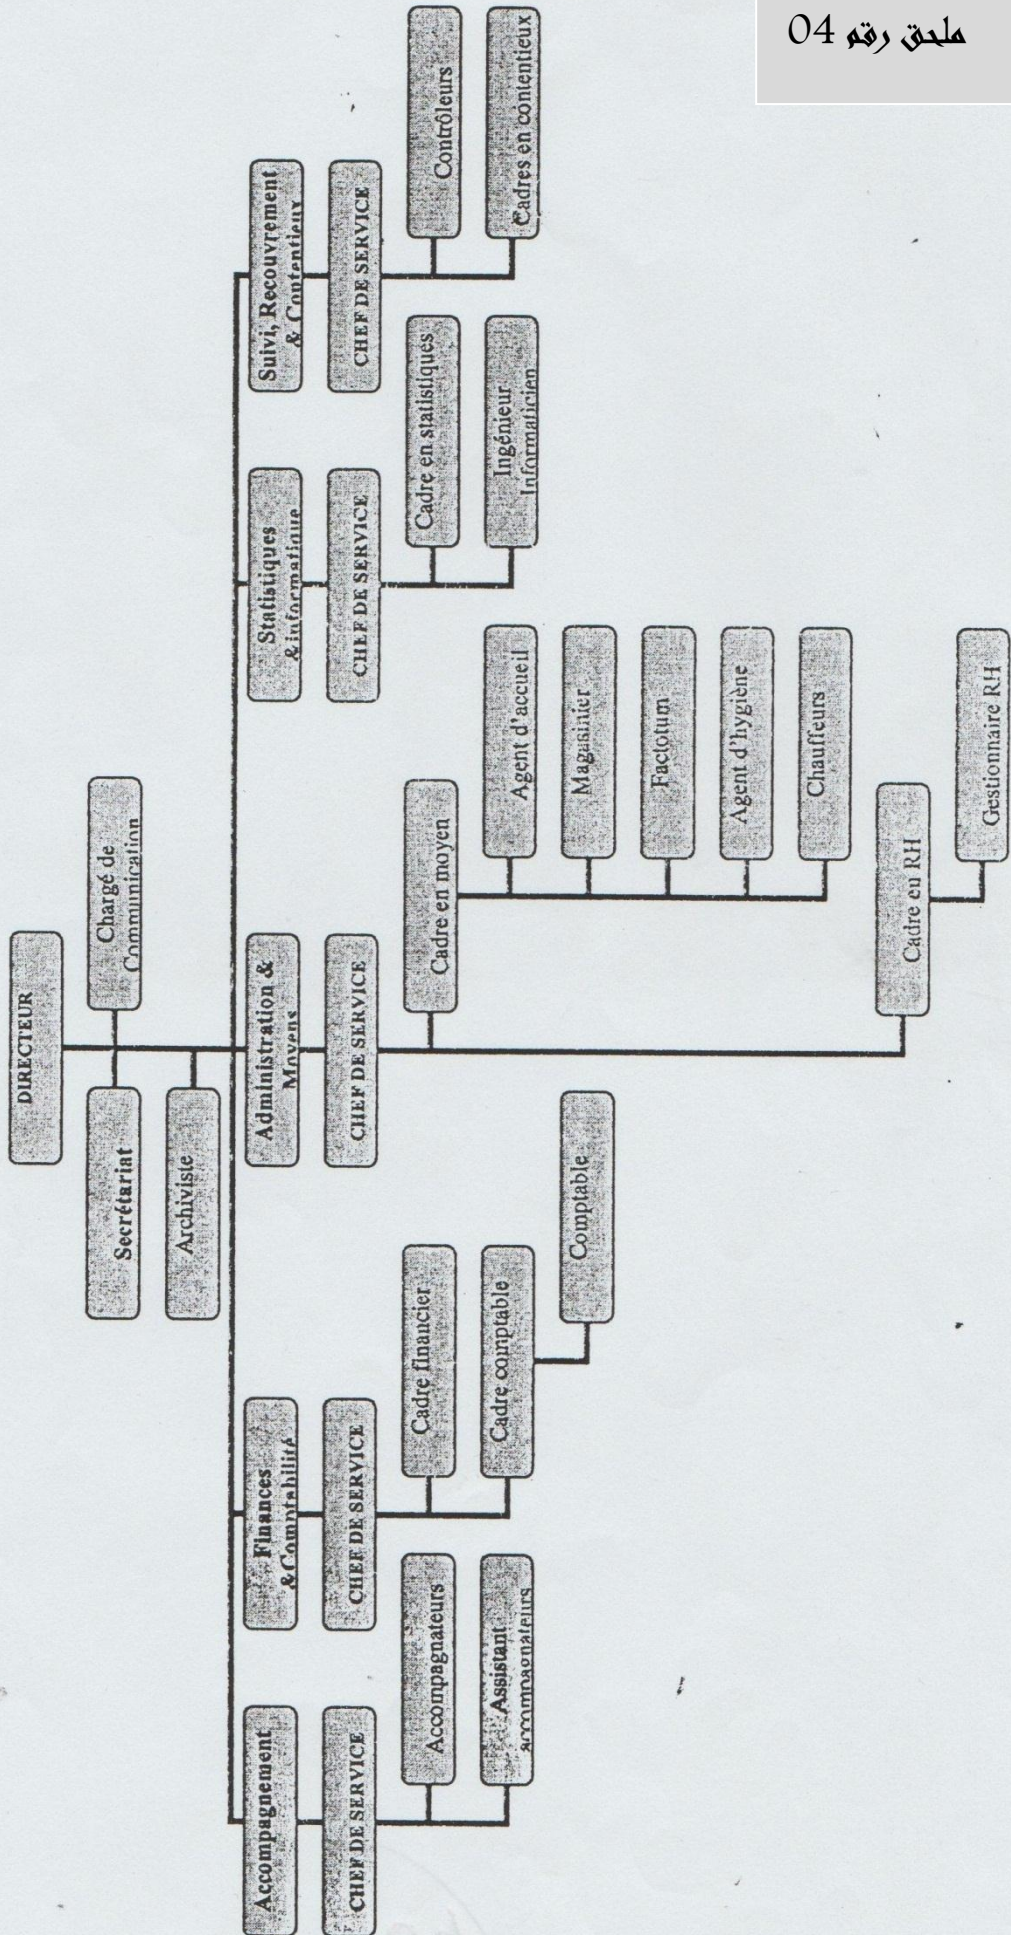 ملحق رقم 04
DIRECTEUR
Secrétariat
Chargé de
Communication
Archiviste
Accompagnement
CHEF DE SERVICE
Accompagnateurs
Assistant
accompagnateurs
Finances
& Comptabilité
CHEF DE SERVICE
Cadre financier
Cadre comptable
Comptable
Administration &
Moyens
CHEF DE SERVICE
Cadre en moyen
Agent d'accueil
Magasinier
Factotum
Agent d'hygiène
Chauffeurs
Cadre en RH
Gestionnaire RH
Statistiques
& informatique
CHEF DE SERVICE
Cadre en statistiques
Ingénieur
Informaticien
Suivi, Recouvrement
& Contentieux
CHEF DE SERVICE
Contrôleurs
Cadres en contentieux